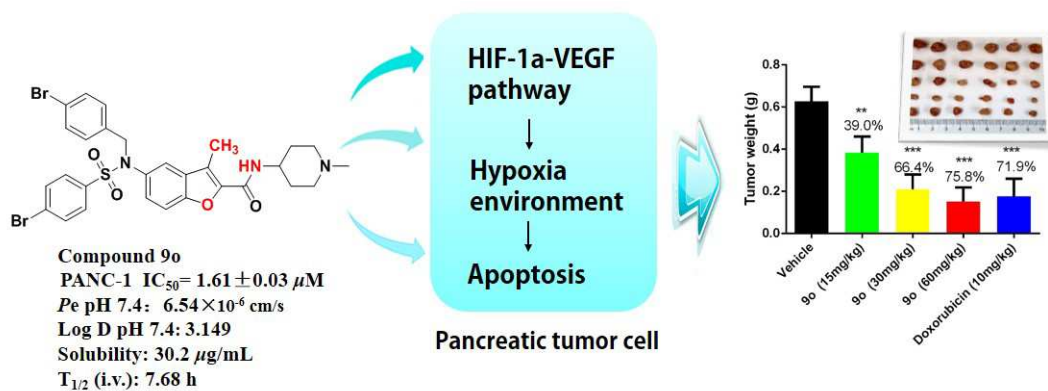 Br
CH₃
HN
N
N
S
O
O
O
O
Br
Compound 9o
PANC-1 IC₅₀= 1.61±0.03 μM
Pe pH 7.4: 6.54×10⁻⁶ cm/s
Log D pH 7.4: 3.149
Solubility: 30.2 μg/mL
T₁/₂ (i.v.): 7.68 h
HIF-1a-VEGF
pathway
Hypoxia
environment
Apoptosis
Pancreatic tumor cell
Tumor weight (g)
0.8
0.6
0.4
0.2
0.0
**
39.0%
***
66.4%
***
75.8%
***
71.9%
Vehicle
9o (15mg/kg)
9o (30mg/kg)
9o (60mg/kg)
Doxorubicin (10mg/kg)